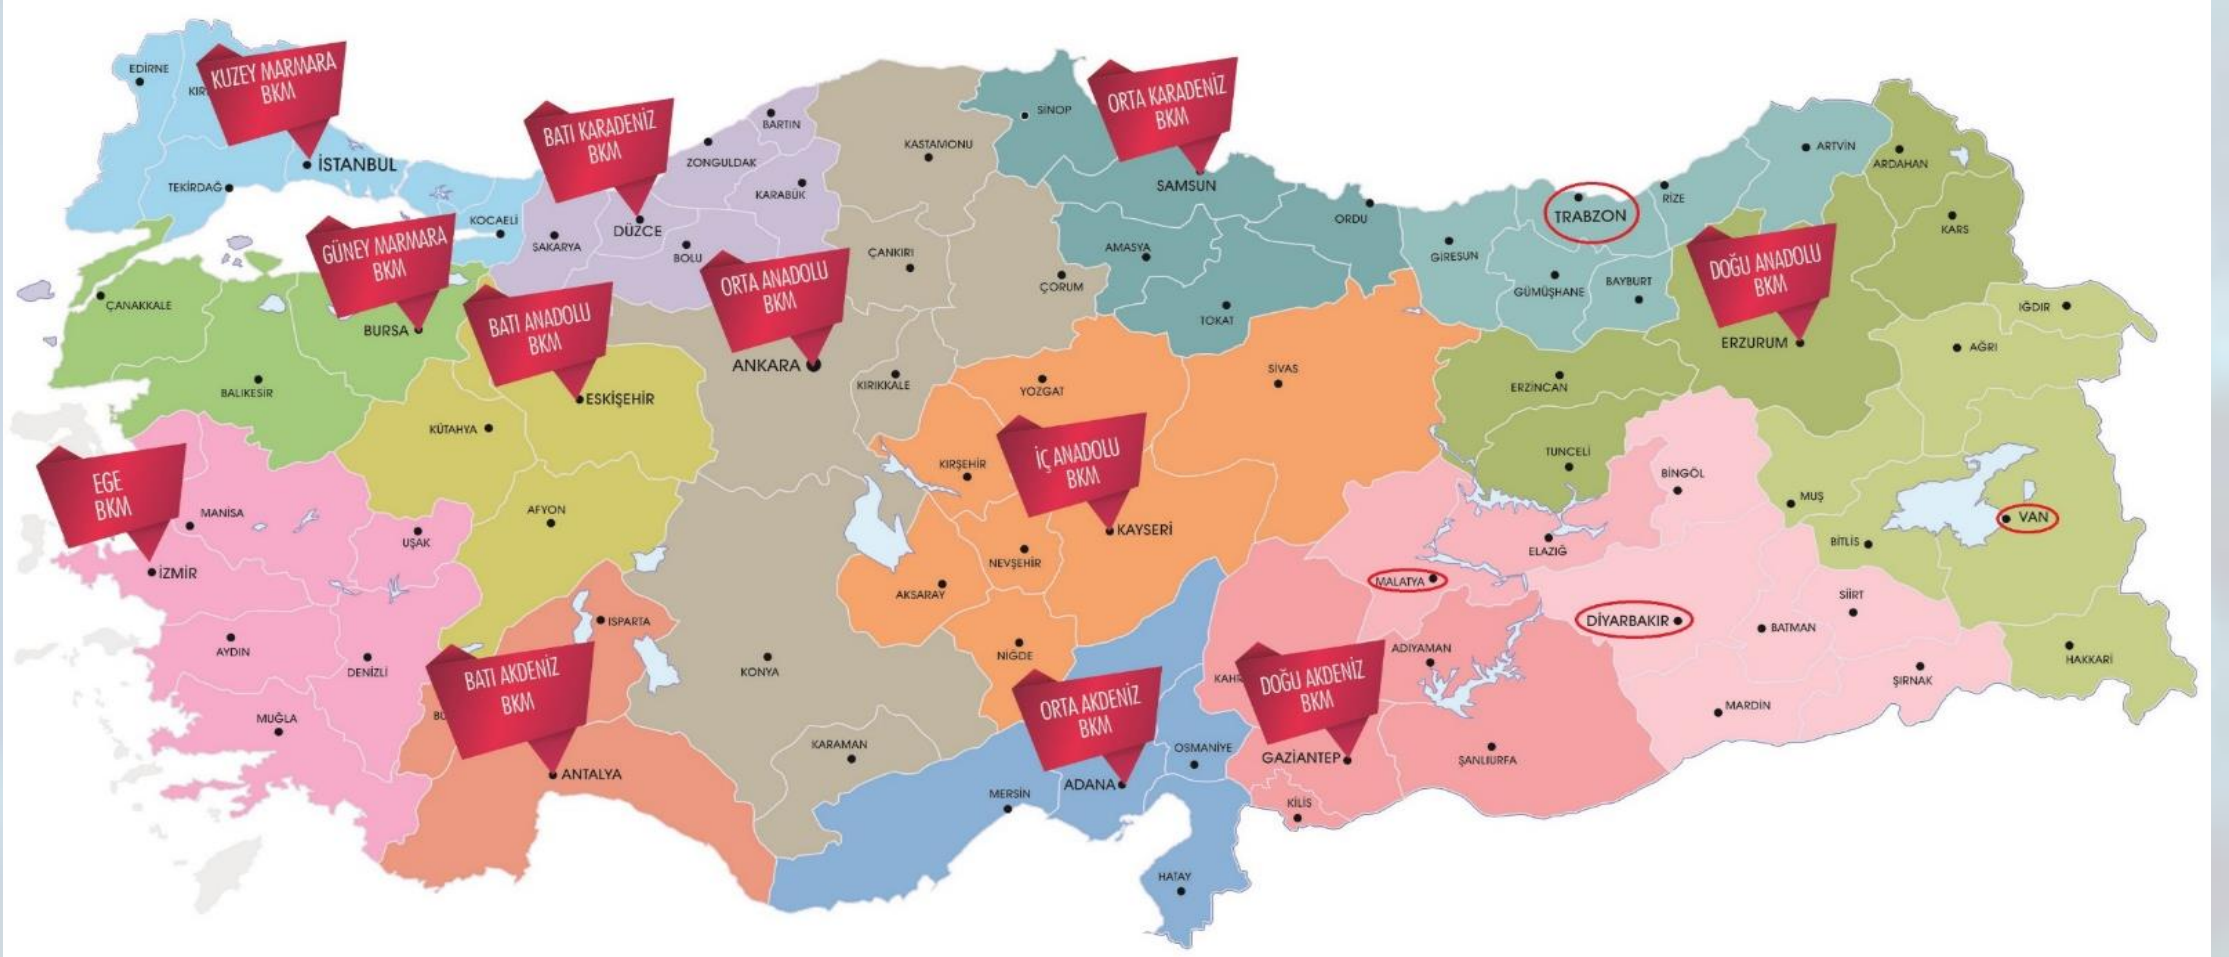 EDİRNE
KIR
KUZEY MARMARA
BKM
TEKİRDAĞ
İSTANBUL
KOCAELİ
BATI KARADENİZ
BKM
BARTIN
ZONGULDAK
KARABÜK
SAKARYA
DÜZCE
BOLU
KASTAMONU
SİNOP
ORTA KARADENİZ
BKM
SAMSUN
ORDU
AMASYA
TOKAT
ÇORUM
ÇANKIRI
GİRESUN
TRABZON
RİZE
ARTVİN
ARDAHAN
KARS
GÜMÜŞHANE
BAYBURT
DOĞU ANADOLU
BKM
ERZURUM
IĞDIR
AĞRI
GÜNEY MARMARA
BKM
ÇANAKKALE
BURSA
BALIKESİR
BATI ANADOLU
BKM
ESKİŞEHİR
KÜTAHYA
AFYON
ORTA ANADOLU
BKM
ANKARA
KIRIKKALE
YOZGAT
SİVAS
ERZİNCAN
TUNCELİ
BİNGÖL
MUŞ
VAN
BİTLİS
ELAZIĞ
MALATYA
DİYARBAKIR
BATMAN
SİİRT
ŞIRNAK
HAKKARİ
MARDİN
EGE
BKM
MANİSA
UŞAK
İZMİR
AYDIN
DENİZLİ
MUĞLA
ISPARTA
BU
BATI AKDENİZ
BKM
ANTALYA
KONYA
KARAMAN
KIRŞEHİR
İÇ ANADOLU
BKM
KAYSERİ
NEVŞEHİR
AKSARAY
NİĞDE
ORTA AKDENİZ
BKM
MERSİN
ADANA
OSMANİYE
HATAY
KAHR
DOĞU AKDENİZ
BKM
ADIYAMAN
GAZİANTEP
ŞANLIURFA
KİLİS